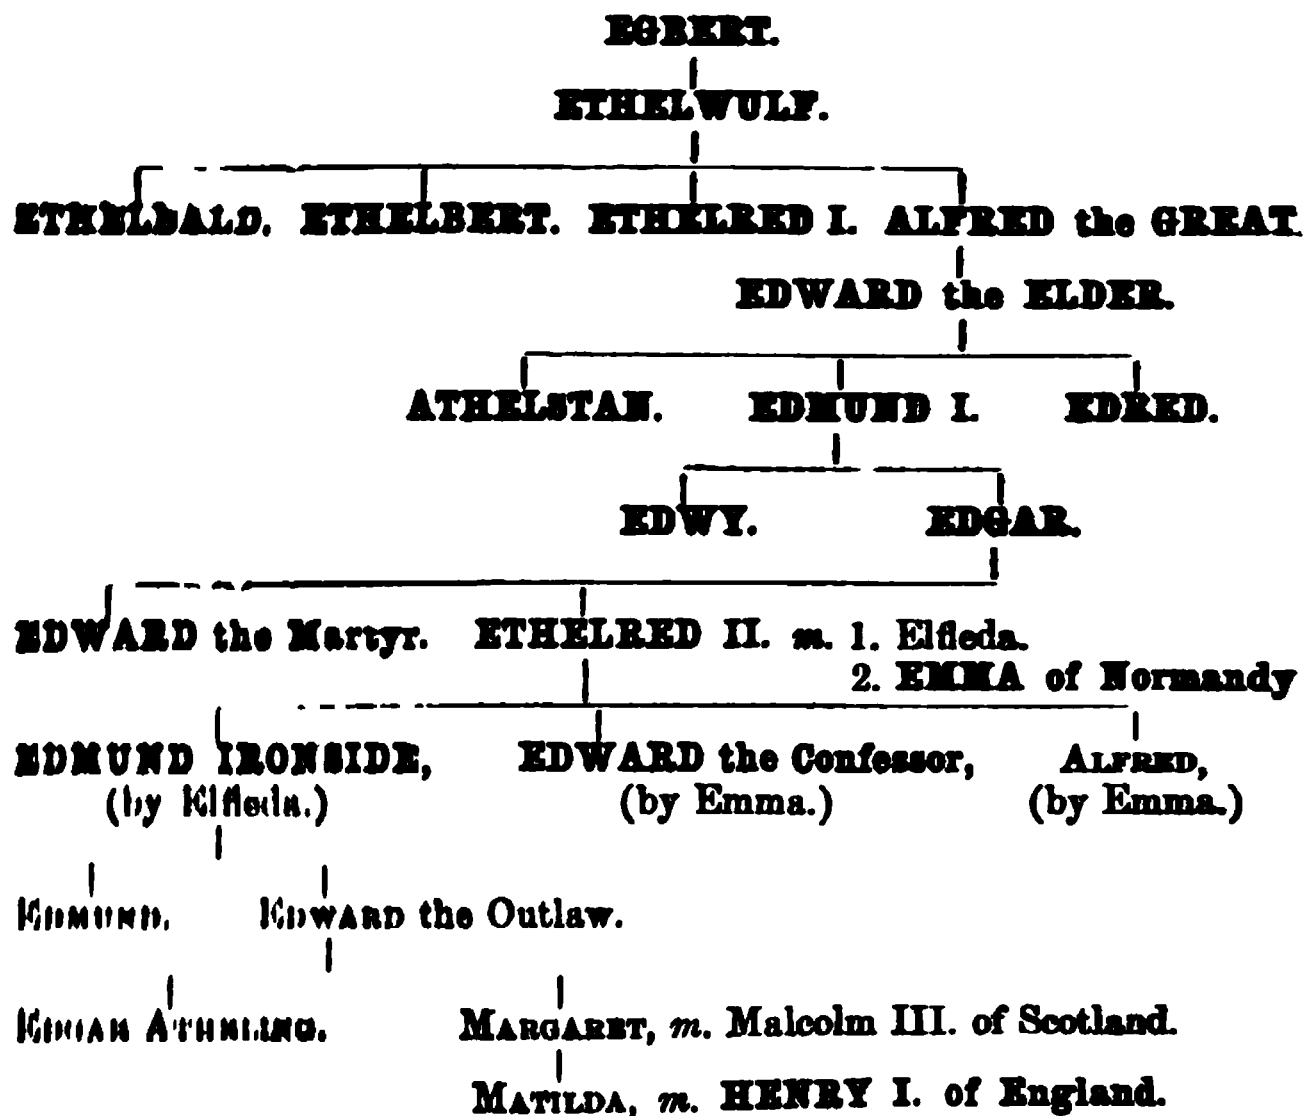 EGBERT.
ETHELWULF.
ETHELBALD. ETHELBERT. ETHELRED I. ALFRED the GREAT.
EDWARD the ELDER.
ATHELSTAN. EDMUND I. EDRED.
EDWY. EDGAR.
EDWARD the Martyr. ETHELRED II. m. 1. Elfleda.
2. EMMA of Normandy
EDMUND IRONSIDE, EDWARD the Confessor, ALFRED,
(by Elfleda.) (by Emma.) (by Emma.)
EDMUND. EDWARD the Outlaw.
EDGAR ATHELING. MARGARET, m. Malcolm III. of Scotland.
MATILDA, m. HENRY I. of England.